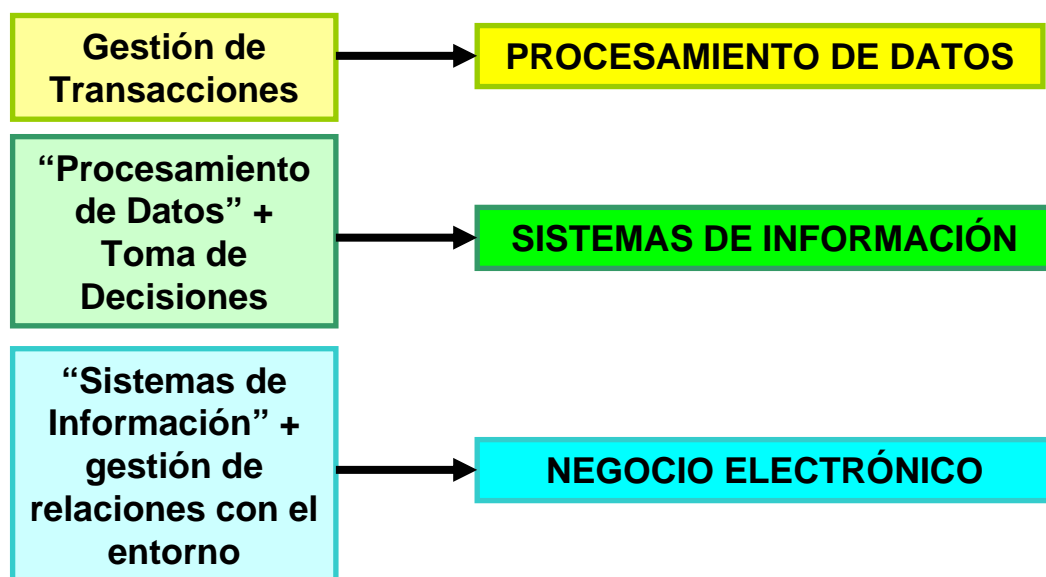 Gestión de
Transacciones
PROCESAMIENTO DE DATOS
“Procesamiento
de Datos” +
Toma de
Decisiones
SISTEMAS DE INFORMACIÓN
“Sistemas de
Información” +
gestión de
relaciones con el
entorno
NEGOCIO ELECTRÓNICO